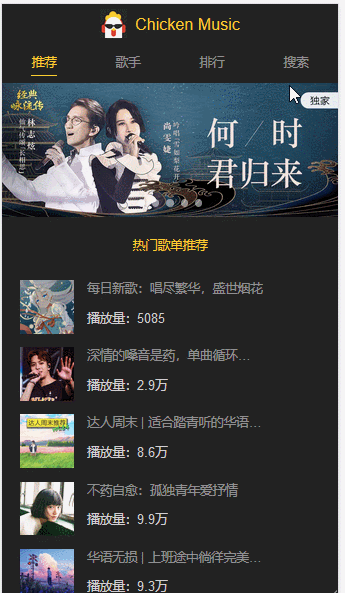 Chicken Music
推荐 歌手 排行 搜索
独家
经典
咏流传
林志炫
尚雯婕
何 时
君归来
热门歌单推荐
每日新歌：唱尽繁华，盛世烟花
播放量：5085
深情的嗓音是药，单曲循环...
播放量：2.9万
达人周末推荐
达人周末 | 适合踏青听的华语...
播放量：8.6万
不药自愈：孤独青年爱抒情
播放量：9.9万
华语无损 | 上班途中徜徉完美...
播放量：9.3万